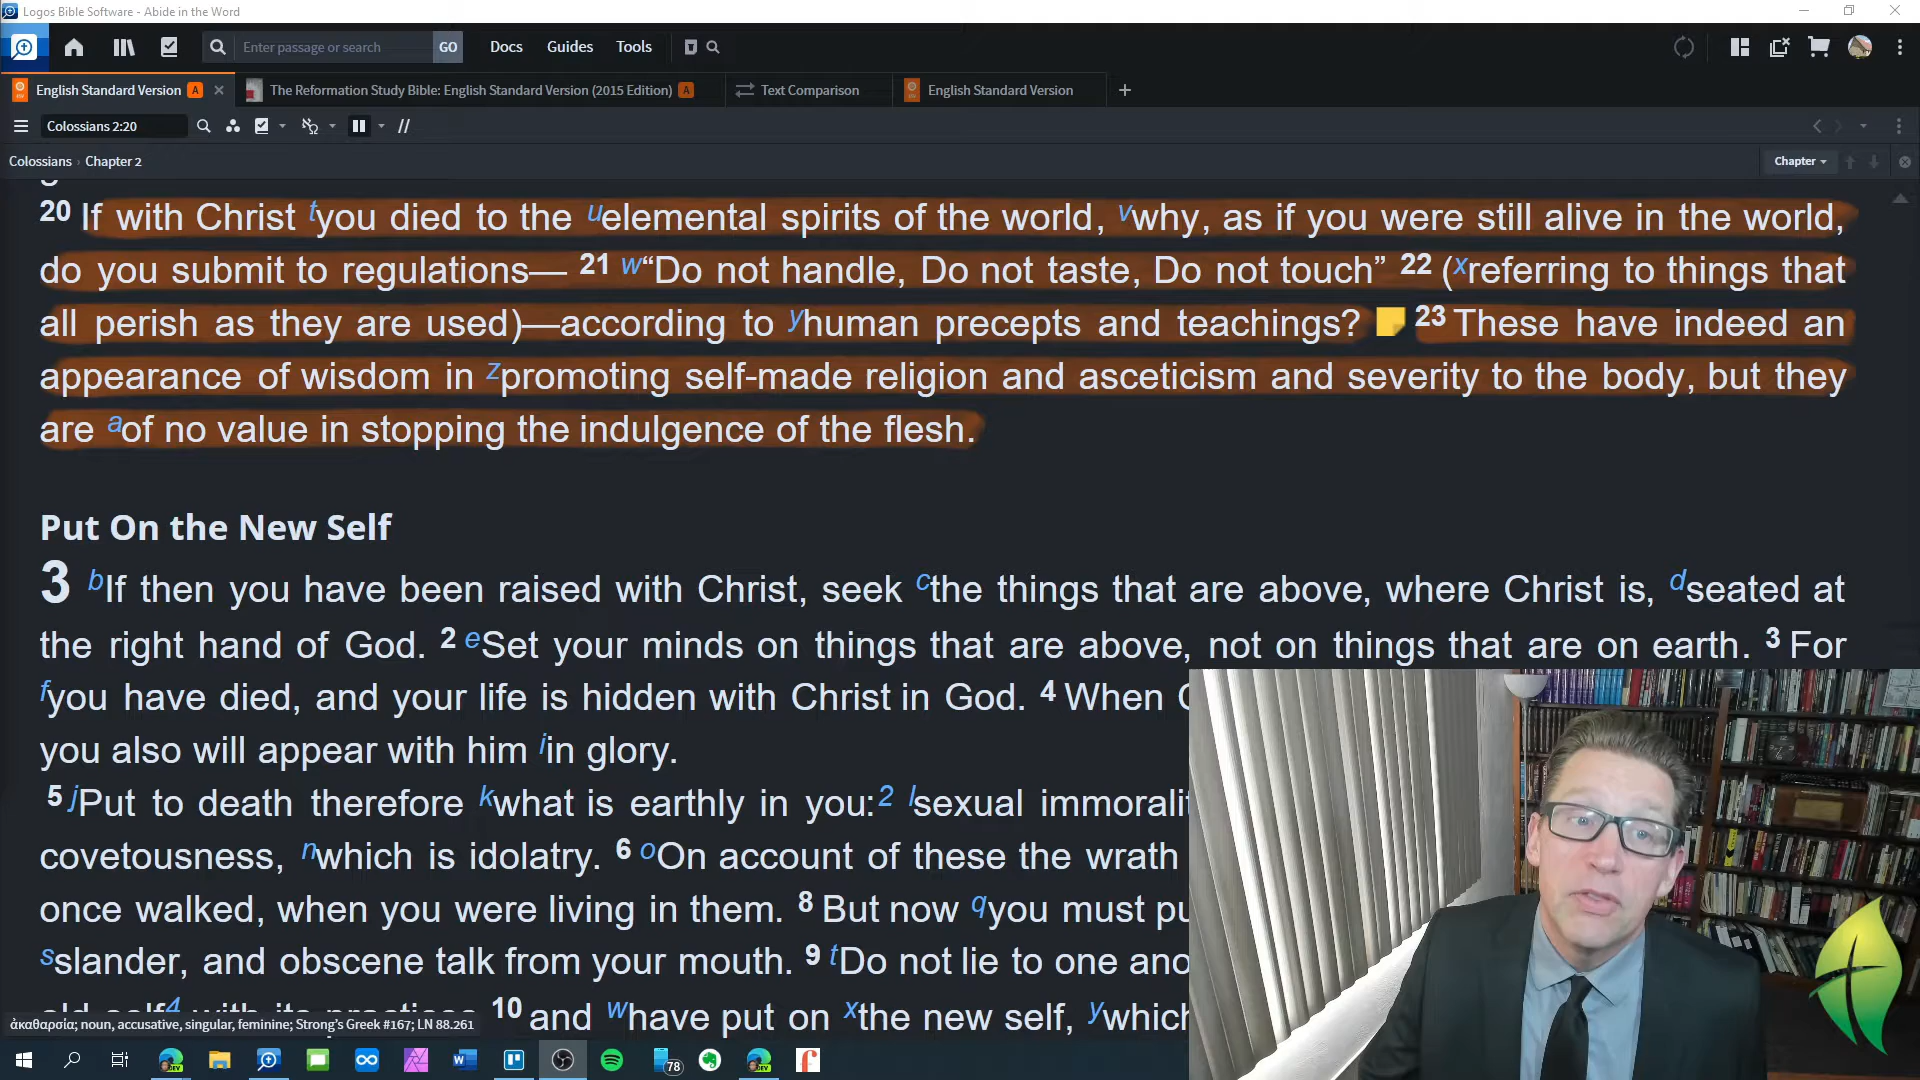 Logos Bible Software - Abide in the Word
Enter passage or search
GO
Docs
Guides
Tools
English Standard Version A
The Reformation Study Bible: English Standard Version (2015 Edition) A
Text Comparison
English Standard Version
Colossians 2:20
Colossians › Chapter 2
Chapter
20 If with Christ t you died to the u elemental spirits of the world, v why, as if you were still alive in the world,
do you submit to regulations— 21 w “Do not handle, Do not taste, Do not touch” 22 (x referring to things that
all perish as they are used)—according to y human precepts and teachings? 23 These have indeed an
appearance of wisdom in z promoting self-made religion and asceticism and severity to the body, but they
are a of no value in stopping the indulgence of the flesh.
Put On the New Self
3 b If then you have been raised with Christ, seek c the things that are above, where Christ is, d seated at
the right hand of God. 2 e Set your minds on things that are above, not on things that are on earth. 3 For
f you have died, and your life is hidden with Christ in God. 4 When C
you also will appear with him i in glory.
5 j Put to death therefore k what is earthly in you: 2 l sexual immorali
covetousness, n which is idolatry. 6 o On account of these the wrath
once walked, when you were living in them. 8 But now q you must pu
s slander, and obscene talk from your mouth. 9 t Do not lie to one ano
old self 4 with its practices 10 and w have put on x the new self, y which
ἀκαθαρσία; noun, accusative, singular, feminine; Strong's Greek #167; LN 88.261
DEV
78
DEV